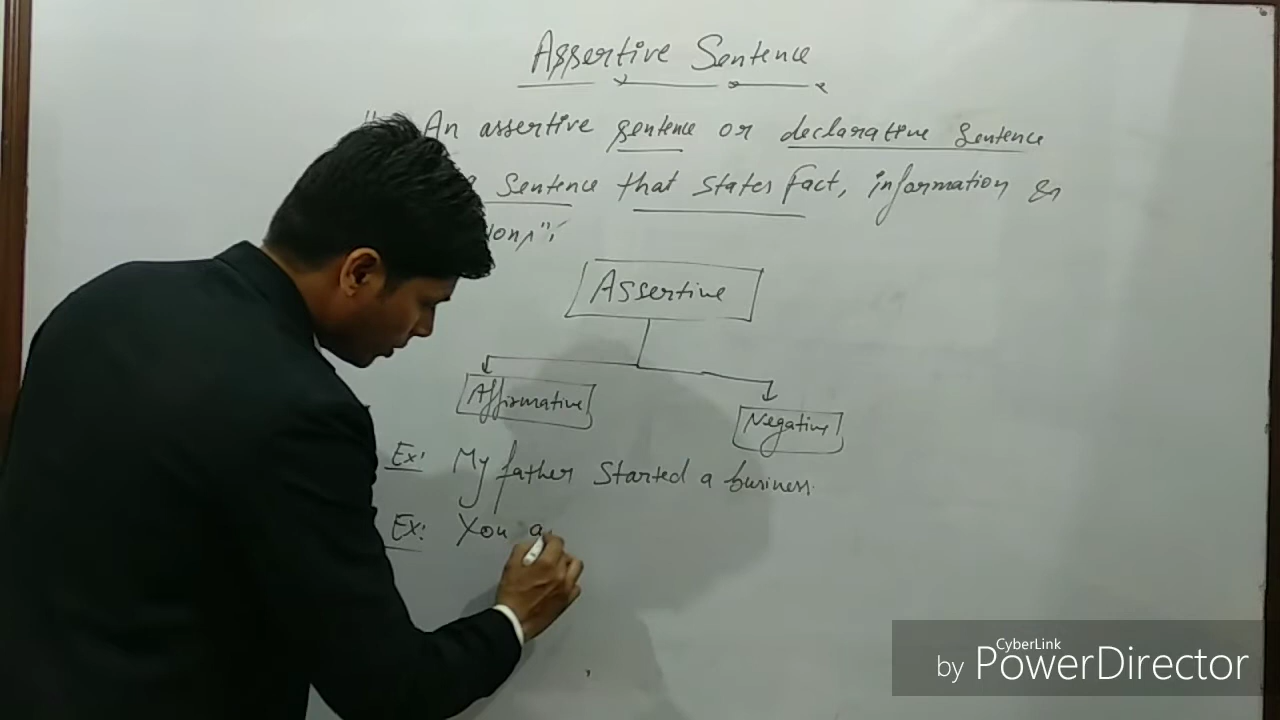 Assertive Sentence
" An assertive sentence or declarative sentence
sentence that states fact, information or
Assertive
Affirmative
Negative
Ex: My father started a business.
Ex: You a
CyberLink
by PowerDirector